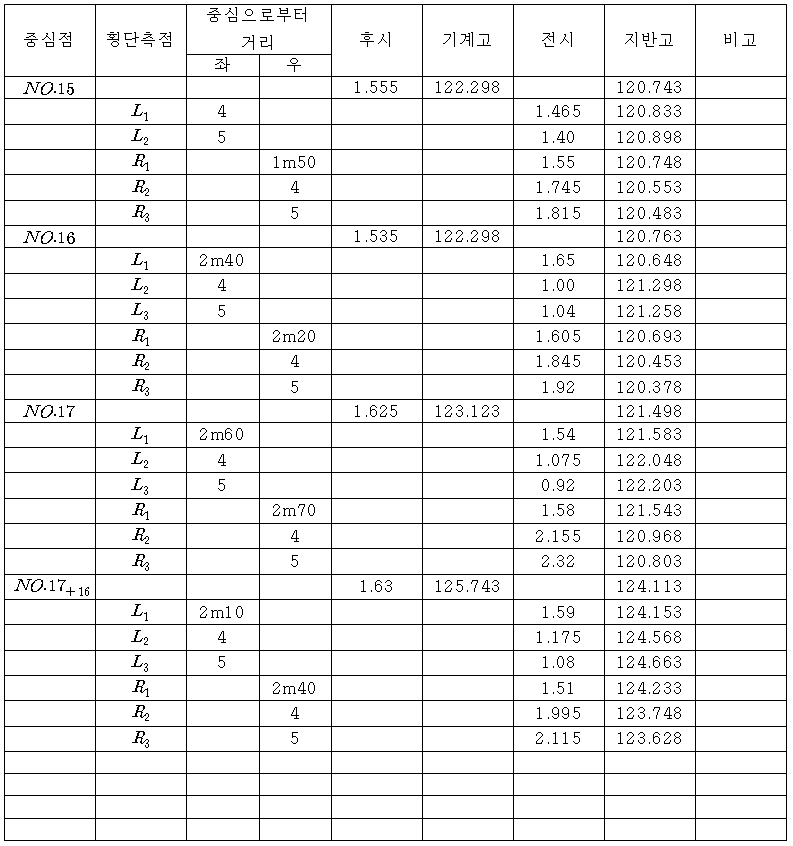 중심점 횡단측점 중심으로부터 거리 후시 기계고 전시 지반고 비고
좌 우
NO.15 1.555 122.298 120.743
L₁ 4 1.465 120.833
L₂ 5 1.40 120.898
R₁ 1m50 1.55 120.748
R₂ 4 1.745 120.553
R₃ 5 1.815 120.483
NO.16 1.535 122.298 120.763
L₁ 2m40 1.65 120.648
L₂ 4 1.00 121.298
L₃ 5 1.04 121.258
R₁ 2m20 1.605 120.693
R₂ 4 1.845 120.453
R₃ 5 1.92 120.378
NO.17 1.625 123.123 121.498
L₁ 2m60 1.54 121.583
L₂ 4 1.075 122.048
L₃ 5 0.92 122.203
R₁ 2m70 1.58 121.543
R₂ 4 2.155 120.968
R₃ 5 2.32 120.803
NO.17₊₁₆ 1.63 125.743 124.113
L₁ 2m10 1.59 124.153
L₂ 4 1.175 124.568
L₃ 5 1.08 124.663
R₁ 2m40 1.51 124.233
R₂ 4 1.995 123.748
R₃ 5 2.115 123.628